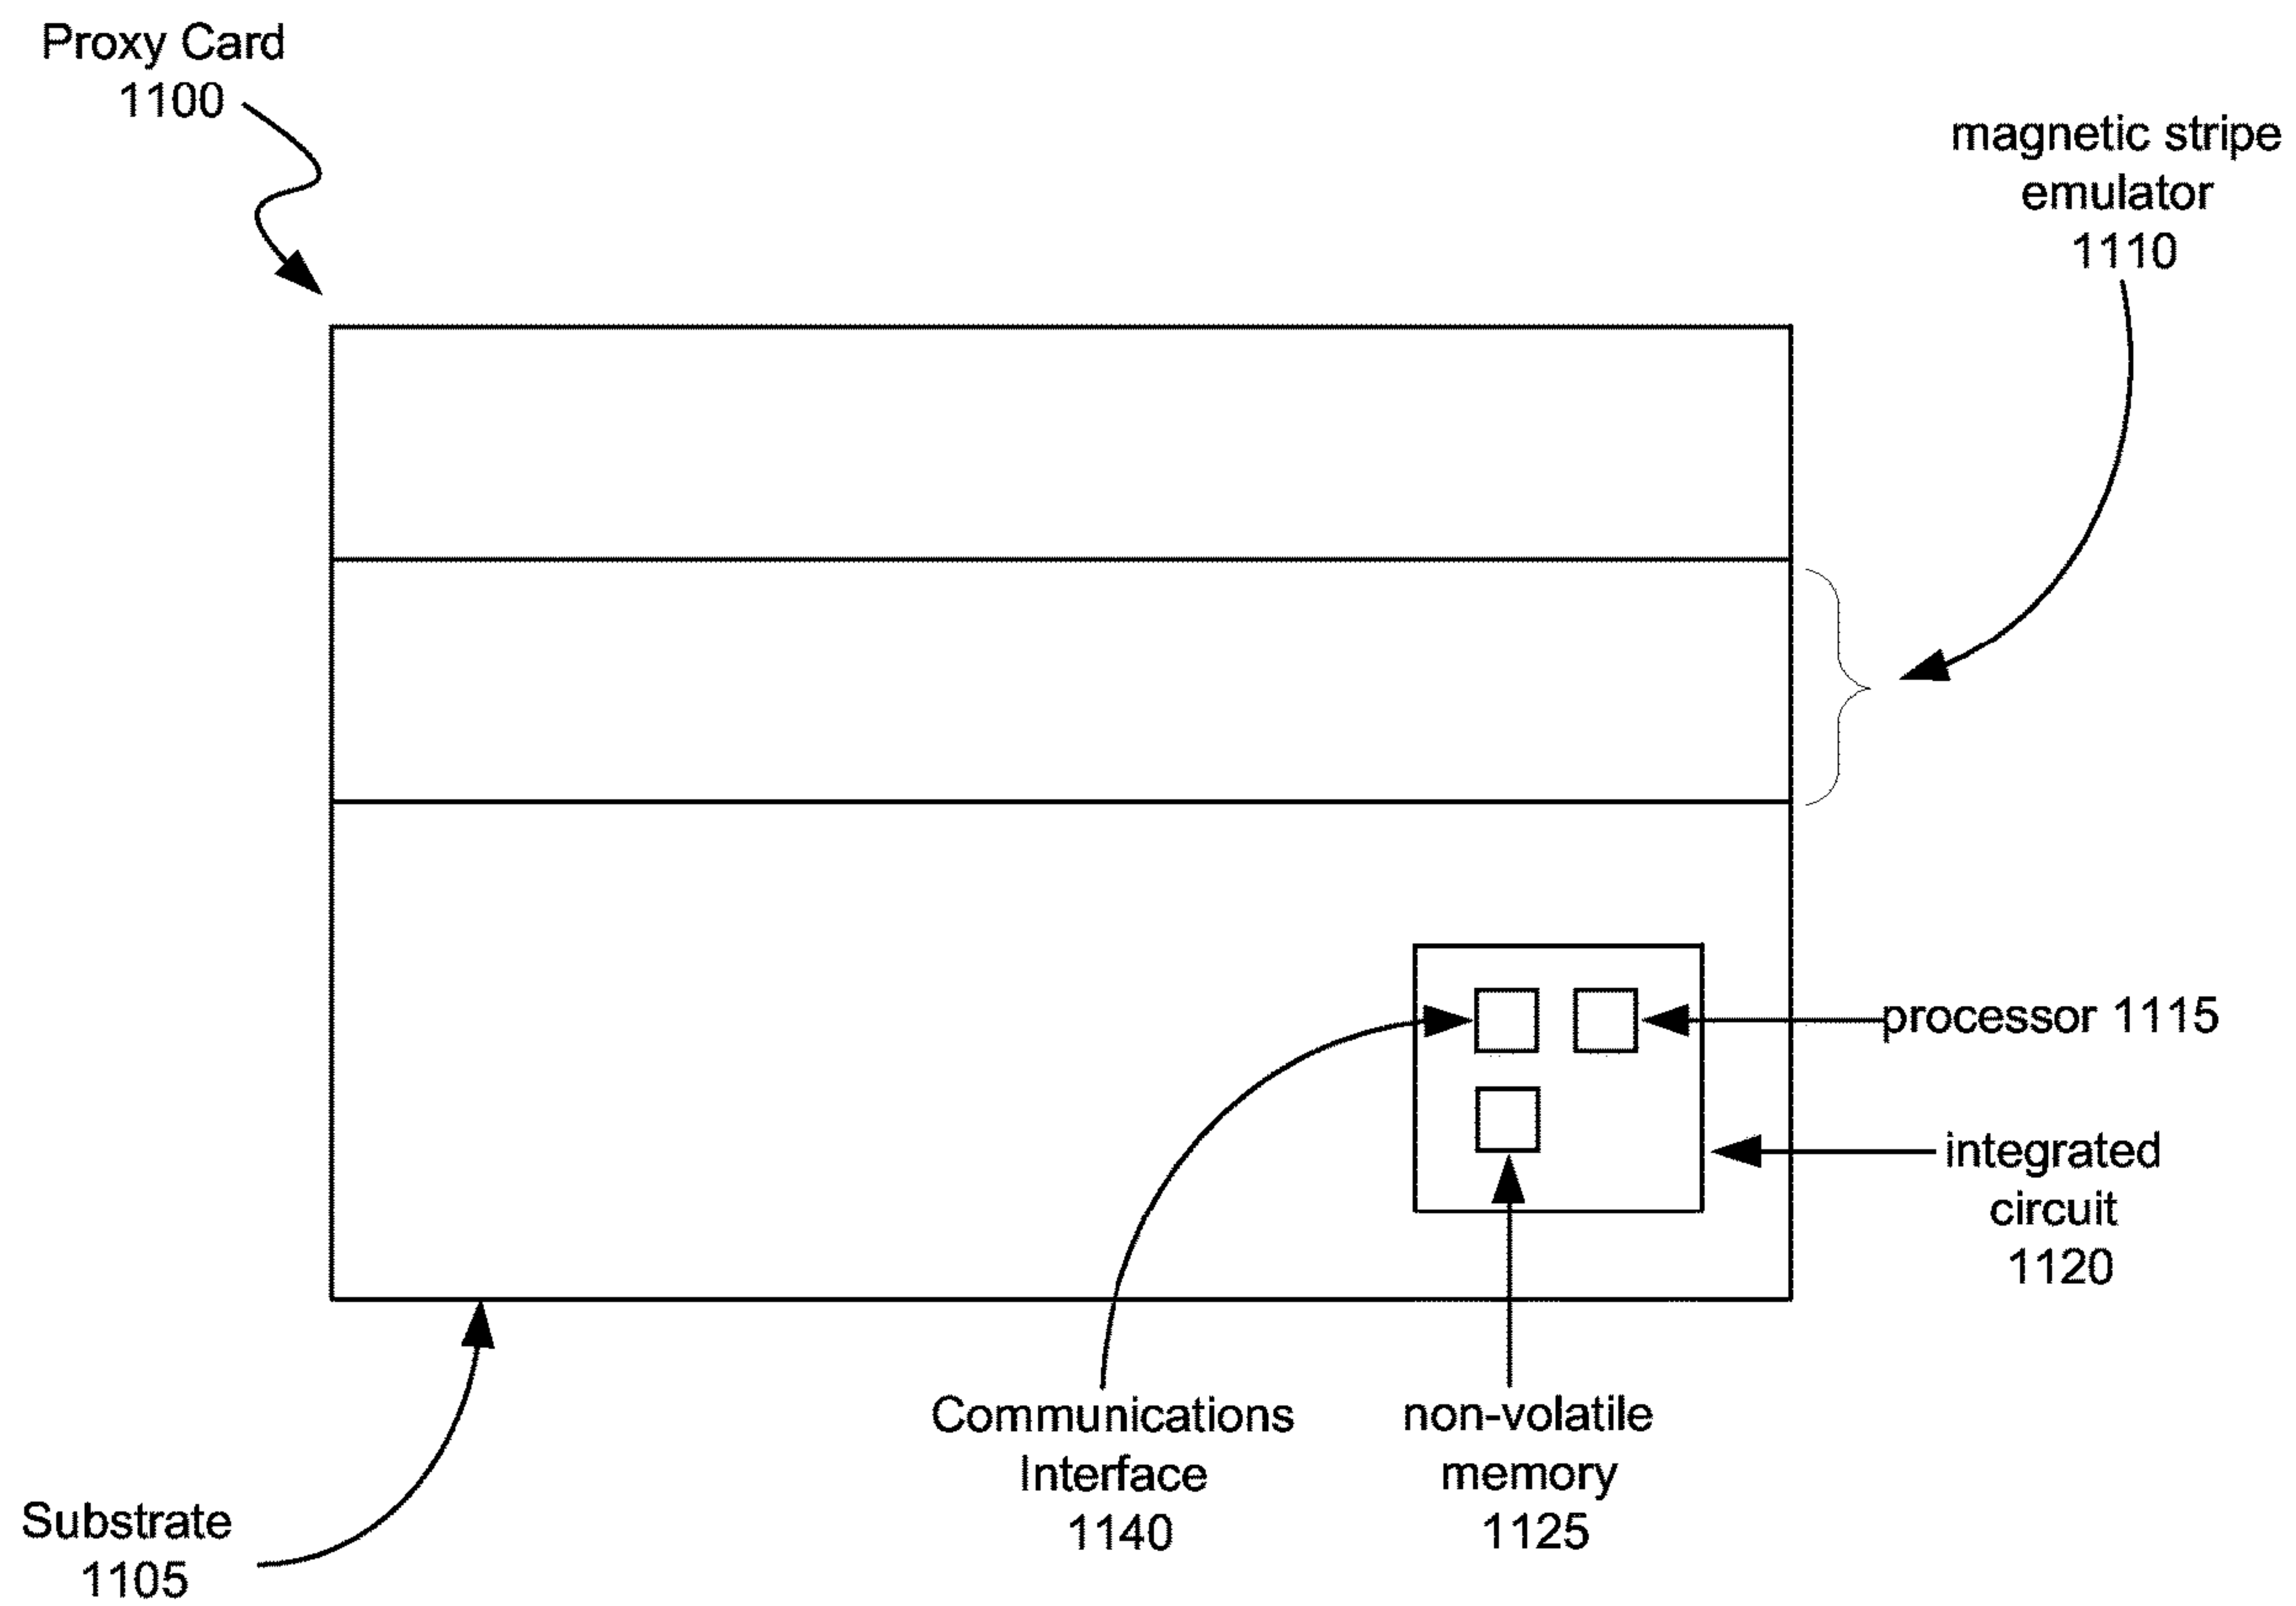 Proxy Card
1100
magnetic stripe
emulator
1110
processor 1115
integrated
circuit
1120
Communications
Interface
1140
non-volatile
memory
1125
Substrate
1105